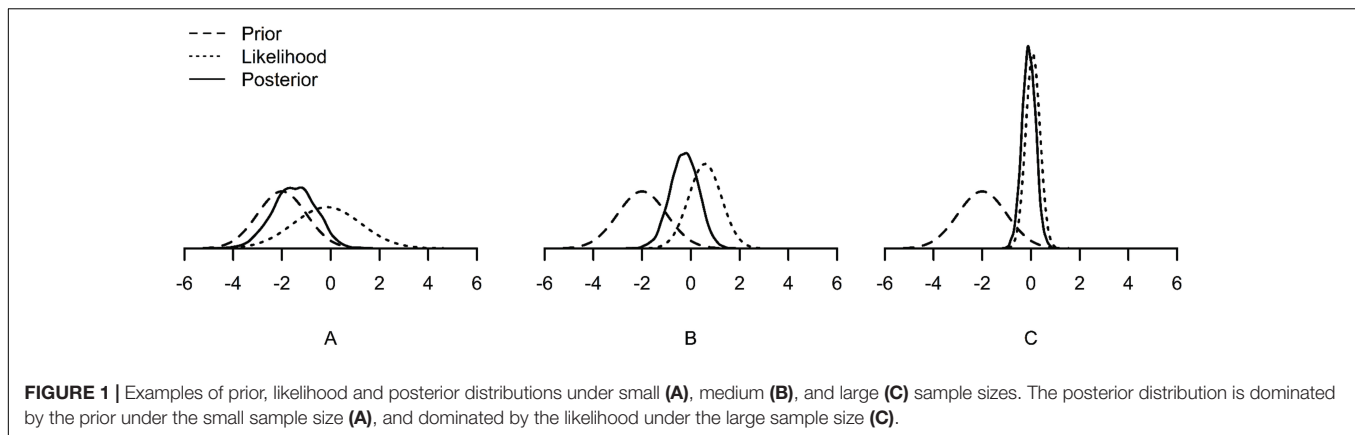 Prior
Likelihood
Posterior
-6 -4 -2 0 2 4 6
-6 -4 -2 0 2 4 6
-6 -4 -2 0 2 4 6
A
B
C
FIGURE 1 | Examples of prior, likelihood and posterior distributions under small (A), medium (B), and large (C) sample sizes. The posterior distribution is dominated
by the prior under the small sample size (A), and dominated by the likelihood under the large sample size (C).